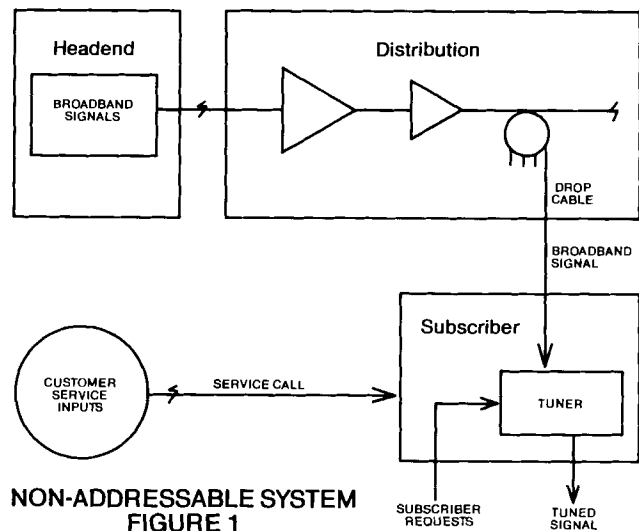 Headend
BROADBAND
SIGNALS
Distribution
DROP
CABLE
BROADBAND
SIGNAL
Subscriber
TUNER
CUSTOMER
SERVICE
INPUTS
SERVICE CALL
SUBSCRIBER
REQUESTS
TUNED
SIGNAL
NON-ADDRESSABLE SYSTEM
FIGURE 1